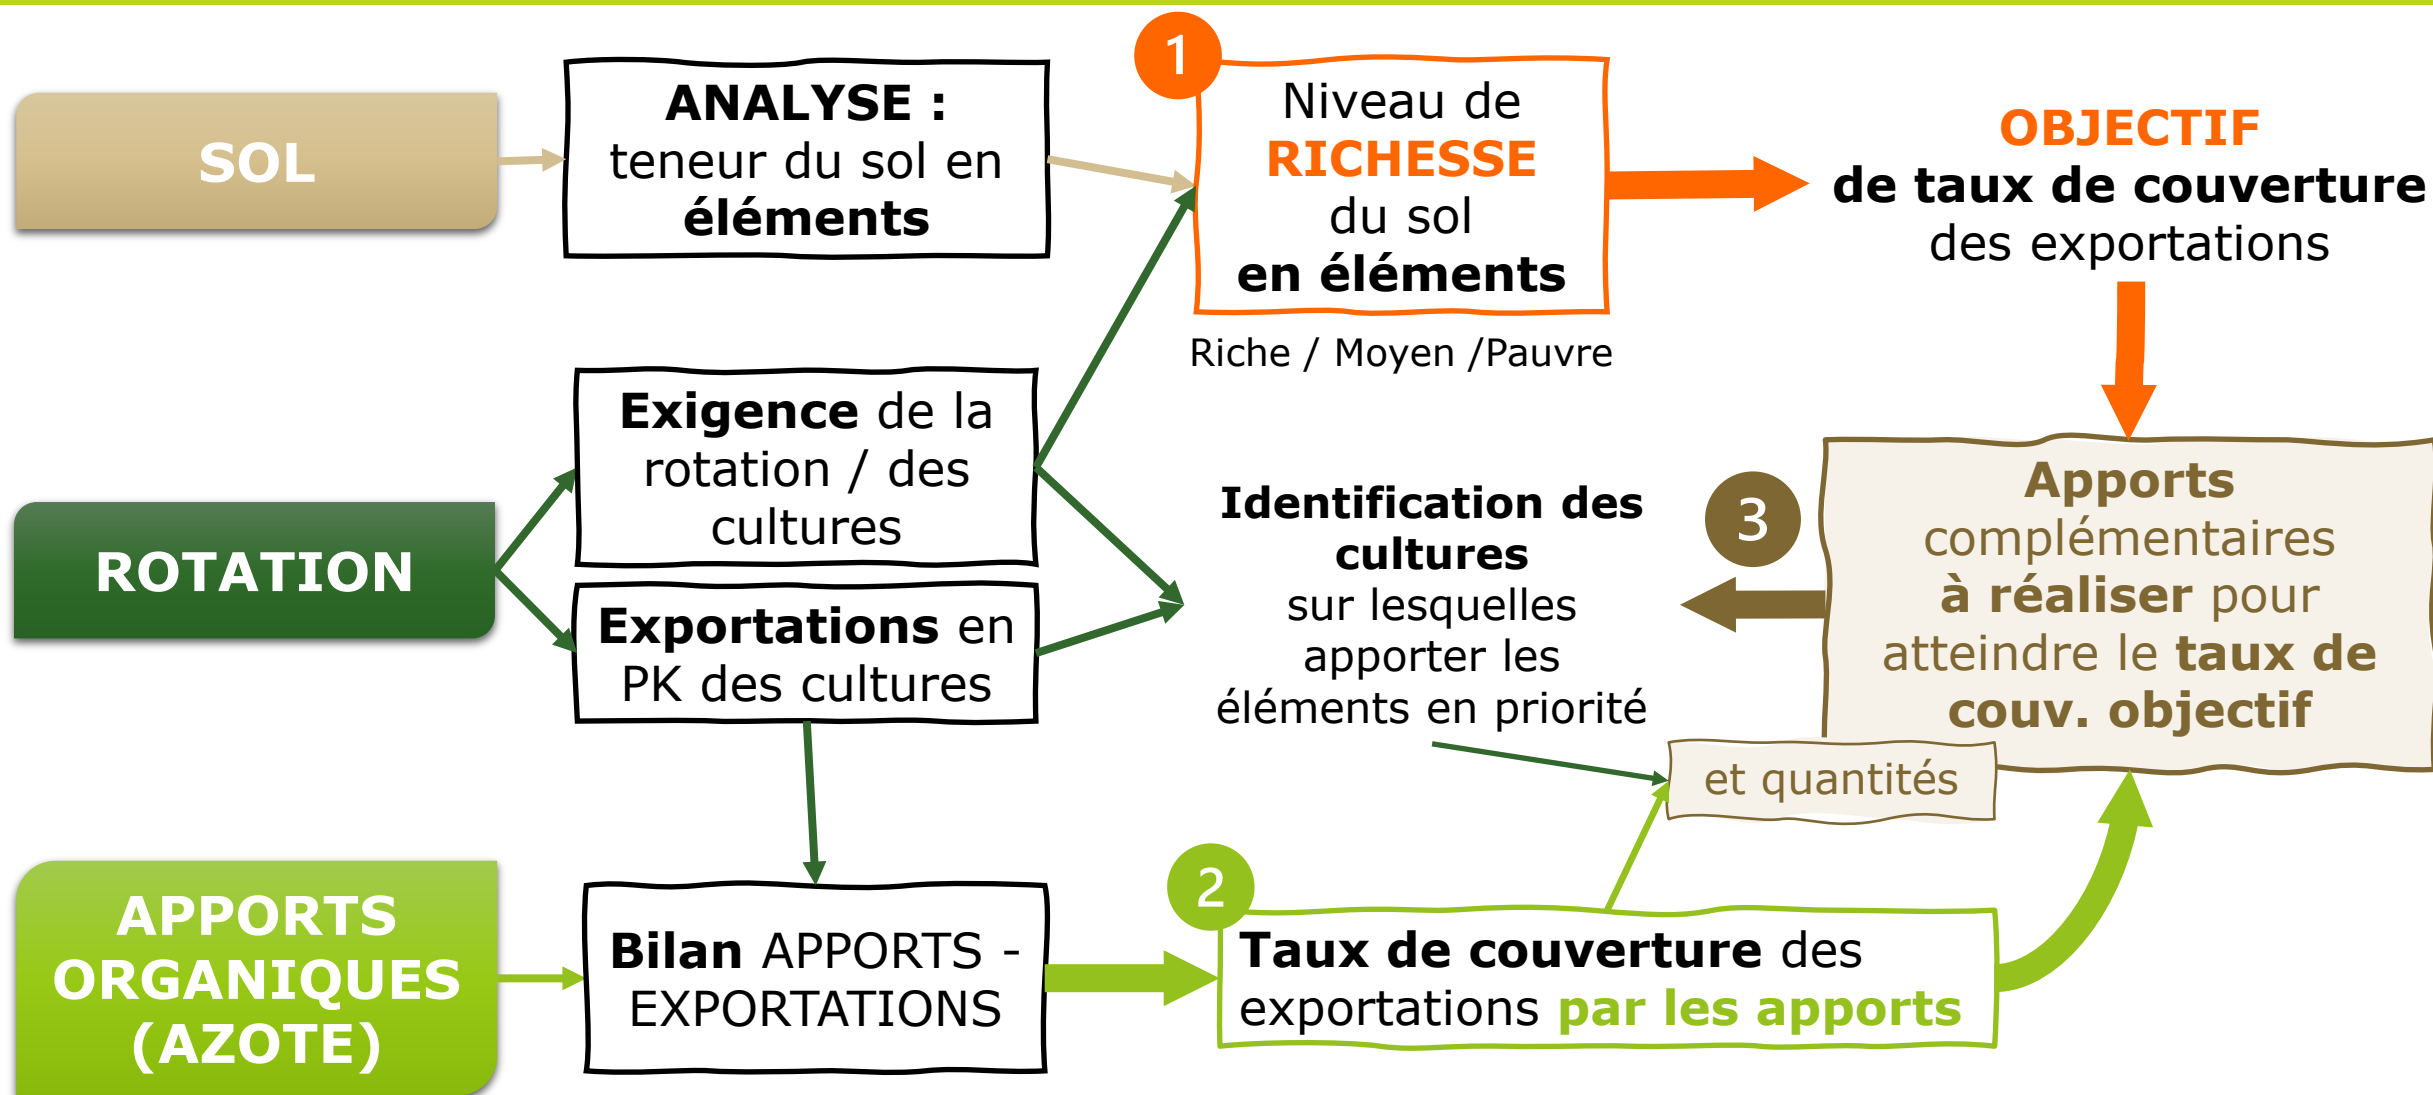 SOL
ANALYSE :
teneur du sol en
éléments
1
Niveau de
RICHESSE
du sol
en éléments
Riche / Moyen /Pauvre
OBJECTIF
de taux de couverture
des exportations
ROTATION
Exigence de la
rotation / des
cultures
Exportations en
PK des cultures
Identification des
cultures
sur lesquelles
apporter les
éléments en priorité
3
Apports
complémentaires
à réaliser pour
atteindre le taux de
couv. objectif
et quantités
APPORTS
ORGANIQUES
(AZOTE)
Bilan APPORTS -
EXPORTATIONS
2
Taux de couverture des
exportations par les apports